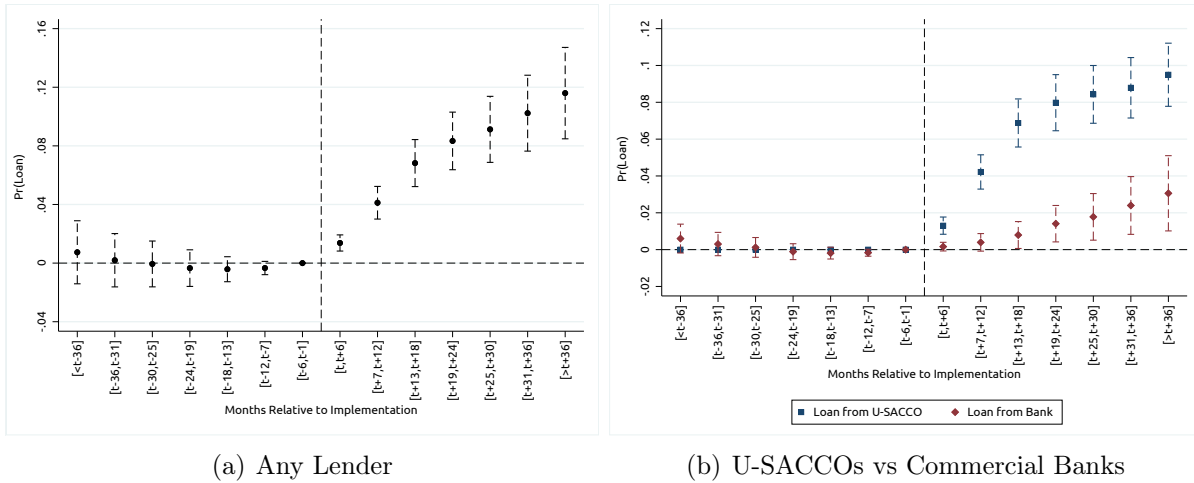 .16
.12
.08
.04
0
-.04
Pr(Loan)
[<t-36]
[t-36,t-31]
[t-30,t-25]
[t-24,t-19]
[t-18,t-13]
[t-12,t-7]
[t-6,t-1]
[t,t+6]
[t+7,t+12]
[t+13,t+18]
[t+19,t+24]
[t+25,t+30]
[t+31,t+36]
[>t+36]
Months Relative to Implementation
(a) Any Lender
.12
.1
.08
.06
.04
.02
0
-.02
Pr(Loan)
[<t-36]
[t-36,t-31]
[t-30,t-25]
[t-24,t-19]
[t-18,t-13]
[t-12,t-7]
[t-6,t-1]
[t,t+6]
[t+7,t+12]
[t+13,t+18]
[t+19,t+24]
[t+25,t+30]
[t+31,t+36]
[>t+36]
Months Relative to Implementation
Loan from U-SACCO
Loan from Bank
(b) U-SACCOs vs Commercial Banks